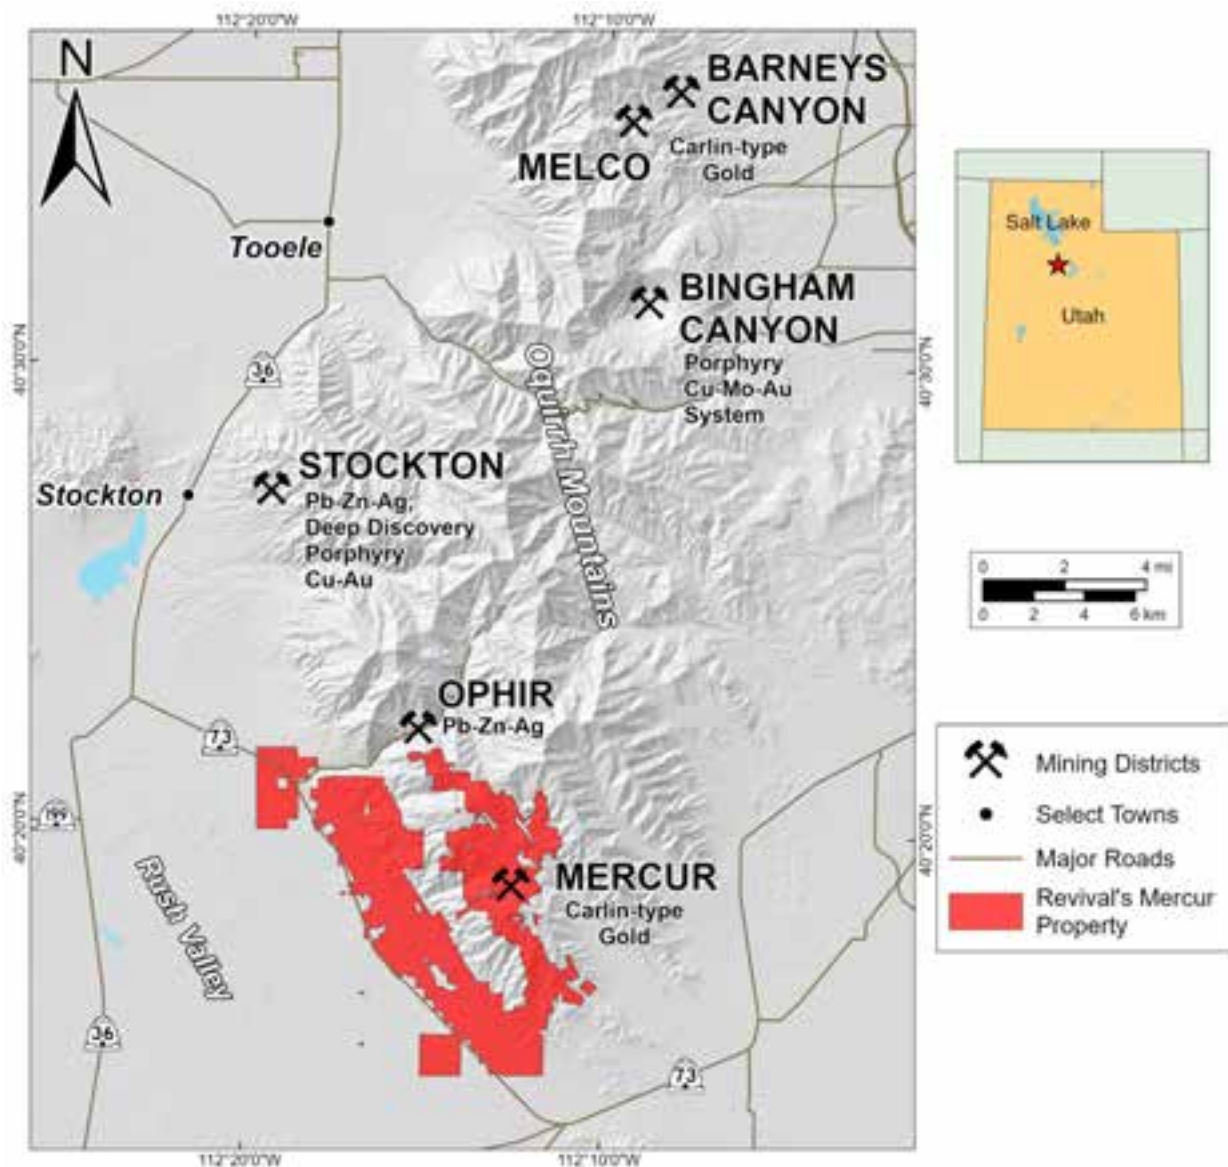 112°20'0"W
112°10'0"W
N
BARNEYS
CANYON
Carlin-type
Gold
MELCO
Tooele
BINGHAM
CANYON
Porphyry
Cu-Mo-Au
System
Oquirrh Mountains
40°30'0"N
40°30'0"N
36
STOCKTON
Pb-Zn-Ag,
Deep Discovery
Porphyry
Cu-Au
Stockton
OPHIR
Pb-Zn-Ag
73
199
40°20'0"N
40°20'0"N
MERCUR
Carlin-type
Gold
Rush Valley
36
73
112°20'0"W
112°10'0"W
Salt Lake
Utah
0 2 4 mi
0 2 4 6 km
Mining Districts
Select Towns
Major Roads
Revival's Mercur
Property